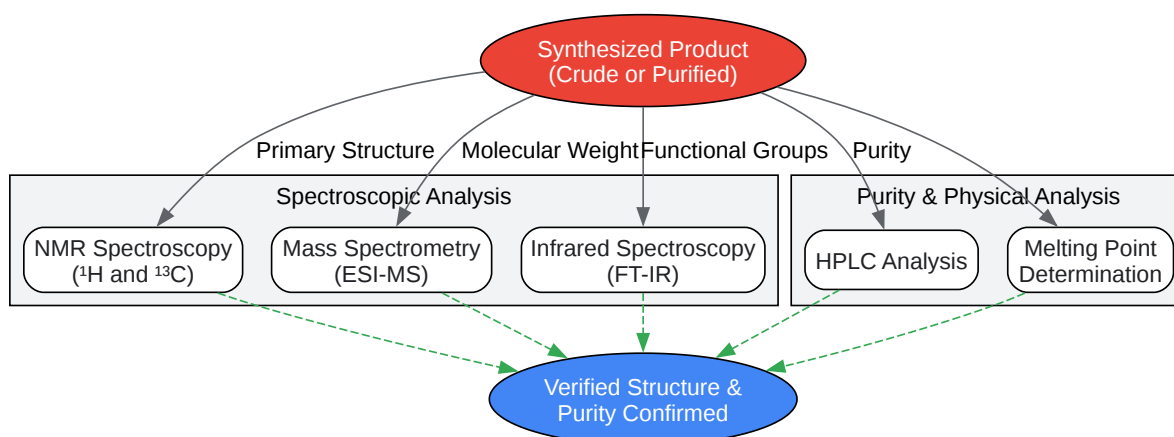 Synthesized Product
(Crude or Purified)
Primary Structure
Molecular Weight
Functional Groups
Purity
Spectroscopic Analysis
Purity & Physical Analysis
NMR Spectroscopy
(¹H and ¹³C)
Mass Spectrometry
(ESI-MS)
Infrared Spectroscopy
(FT-IR)
HPLC Analysis
Melting Point
Determination
Verified Structure &
Purity Confirmed